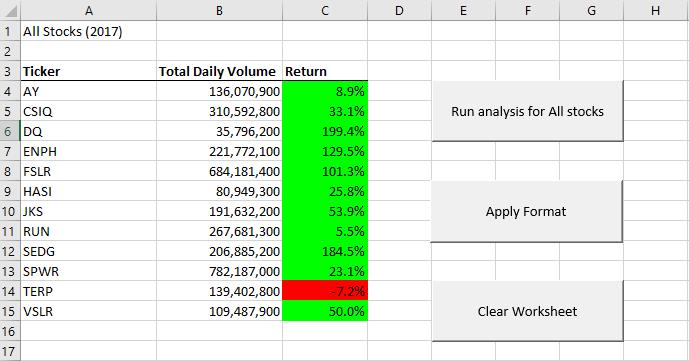 A B C D E F G H
1 All Stocks (2017)
2
3 Ticker Total Daily Volume Return
4 AY 136,070,900 8.9%
5 CSIQ 310,592,800 33.1% Run analysis for All stocks
6 DQ 35,796,200 199.4%
7 ENPH 221,772,100 129.5%
8 FSLR 684,181,400 101.3%
9 HASI 80,949,300 25.8%
10 JKS 191,632,200 53.9% Apply Format
11 RUN 267,681,300 5.5%
12 SEDG 206,885,200 184.5%
13 SPWR 782,187,000 23.1%
14 TERP 139,402,800 -7.2%
15 VSLR 109,487,900 50.0% Clear Worksheet
16
17